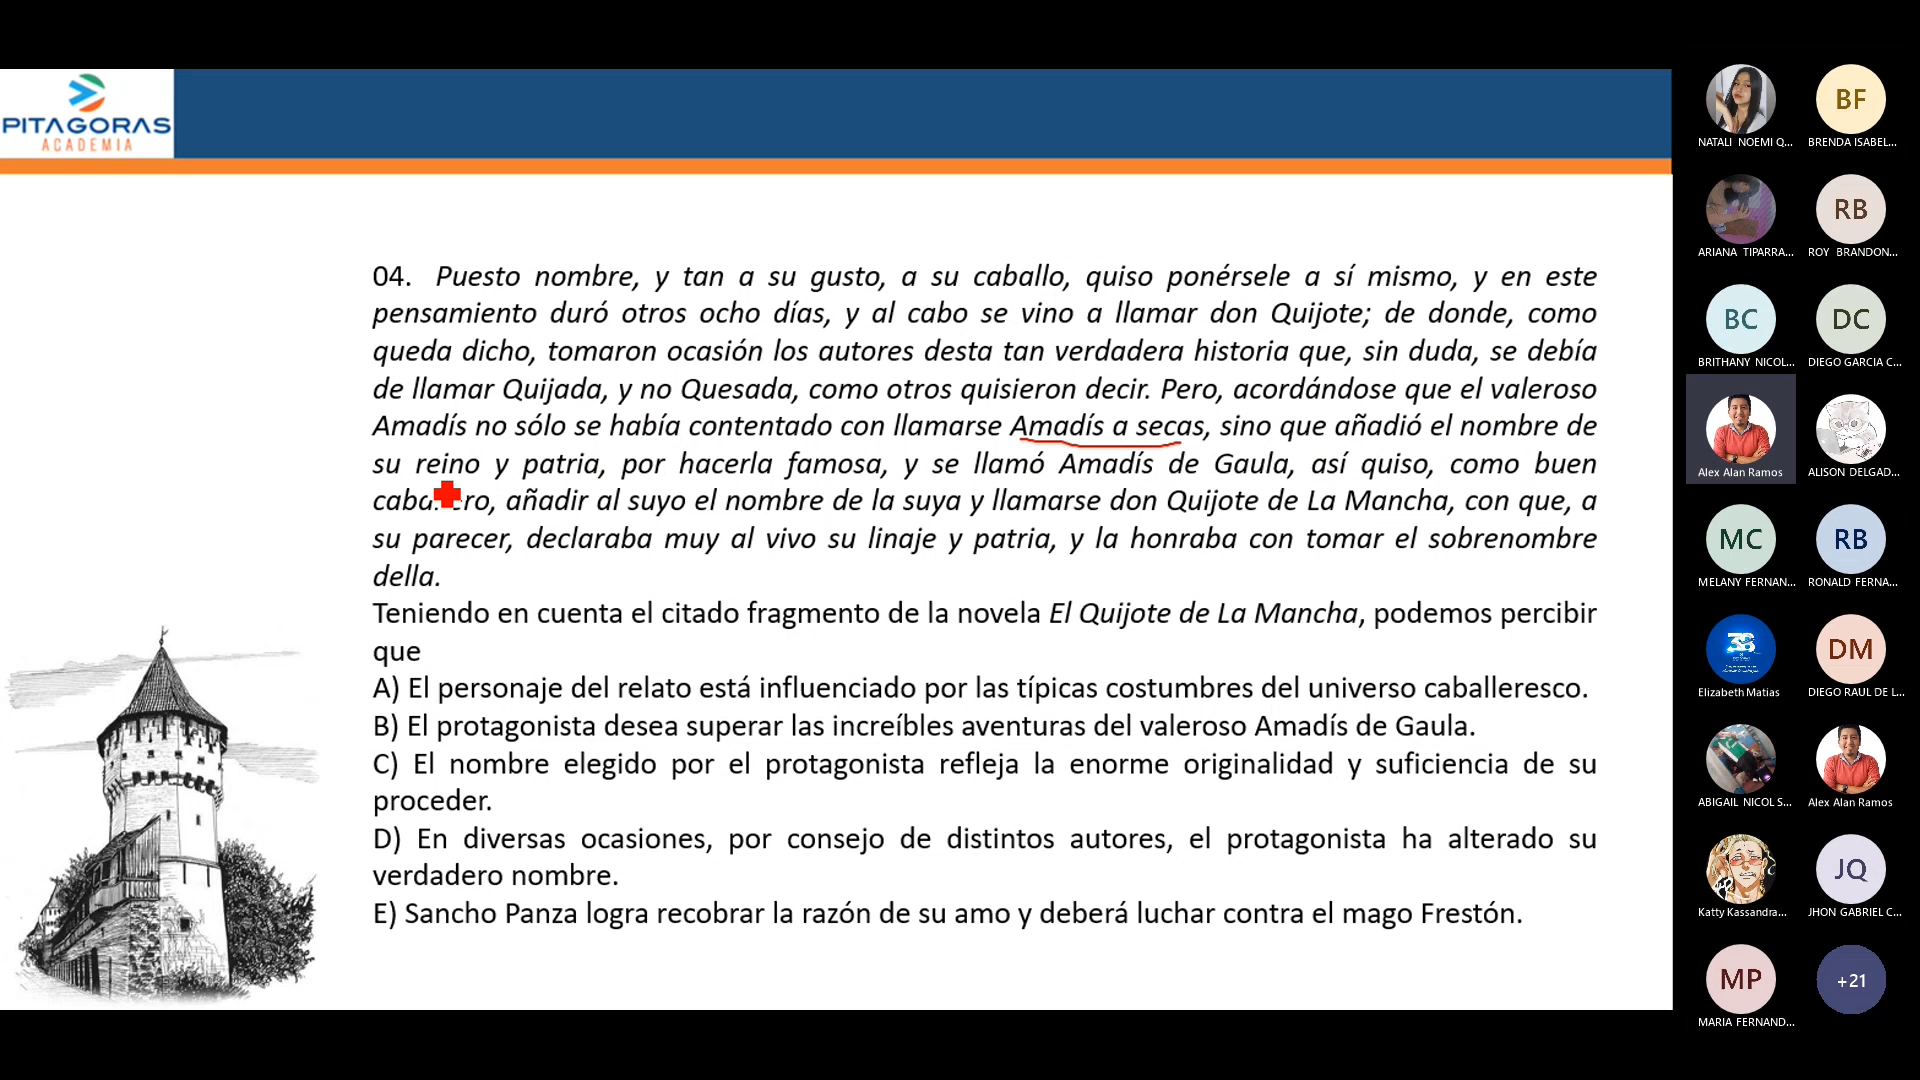 PITAGORAS
ACADEMIA
04. Puesto nombre, y tan a su gusto, a su caballo, quiso ponérsele a sí mismo, y en este
pensamiento duró otros ocho días, y al cabo se vino a llamar don Quijote; de donde, como
queda dicho, tomaron ocasión los autores desta tan verdadera historia que, sin duda, se debía
de llamar Quijada, y no Quesada, como otros quisieron decir. Pero, acordándose que el valeroso
Amadís no sólo se había contentado con llamarse Amadís a secas, sino que añadió el nombre de
su reino y patria, por hacerla famosa, y se llamó Amadís de Gaula, así quiso, como buen
caballero, añadir al suyo el nombre de la suya y llamarse don Quijote de La Mancha, con que, a
su parecer, declaraba muy al vivo su linaje y patria, y la honraba con tomar el sobrenombre
della.
Teniendo en cuenta el citado fragmento de la novela El Quijote de La Mancha, podemos percibir
que
A) El personaje del relato está influenciado por las típicas costumbres del universo caballeresco.
B) El protagonista desea superar las increíbles aventuras del valeroso Amadís de Gaula.
C) El nombre elegido por el protagonista refleja la enorme originalidad y suficiencia de su
proceder.
D) En diversas ocasiones, por consejo de distintos autores, el protagonista ha alterado su
verdadero nombre.
E) Sancho Panza logra recobrar la razón de su amo y deberá luchar contra el mago Frestón.
BF
NATALI NOEMI Q... BRENDA ISABEL...
RB
ARIANA TIPARRA... ROY BRANDON...
BC DC
BRITHANY NICOL... DIEGO GARCIA C...
Alex Alan Ramos ALISON DELGAD...
MC RB
MELANY FERNAN... RONALD FERNA...
DM
Elizabeth Matias DIEGO RAUL DE L...
ABIGAIL NICOL S... Alex Alan Ramos
JQ
Katty Kassandra... JHON GABRIEL C...
MP +21
MARIA FERNAND...